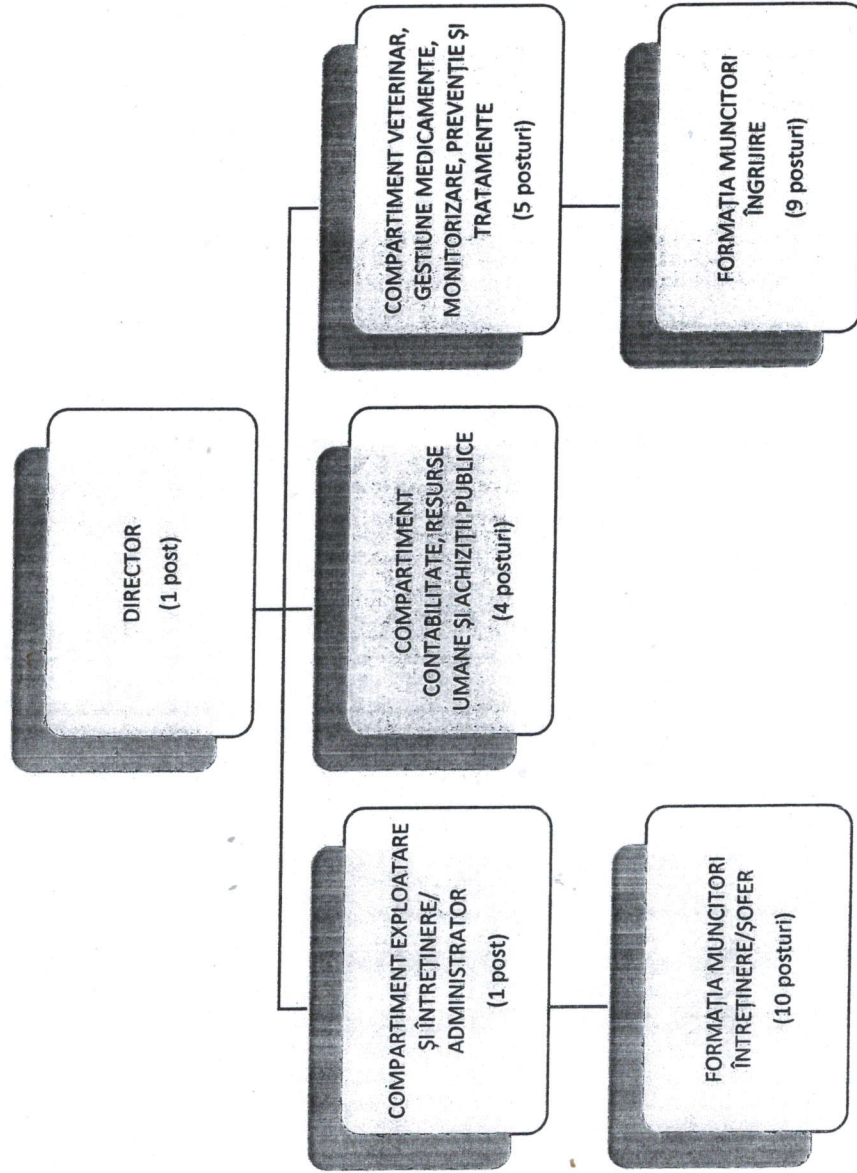 DIRECTOR
(1 post)
COMPARTIMENT EXPLOATARE
ȘI ÎNTREȚINERE/
ADMINISTRATOR
(1 post)
COMPARTIMENT
CONTABILITATE, RESURSE
UMANE ȘI ACHIZIȚII PUBLICE
(4 posturi)
COMPARTIMENT VETERINAR,
GESTIUNE MEDICAMENTE,
MONITORIZARE, PREVENȚIE ȘI
TRATAMENTE
(5 posturi)
FORMAȚIA MUNCITORI
ÎNTREȚINERE/ȘOFER
(10 posturi)
FORMAȚIA MUNCITORI
ÎNGRIJIRE
(9 posturi)